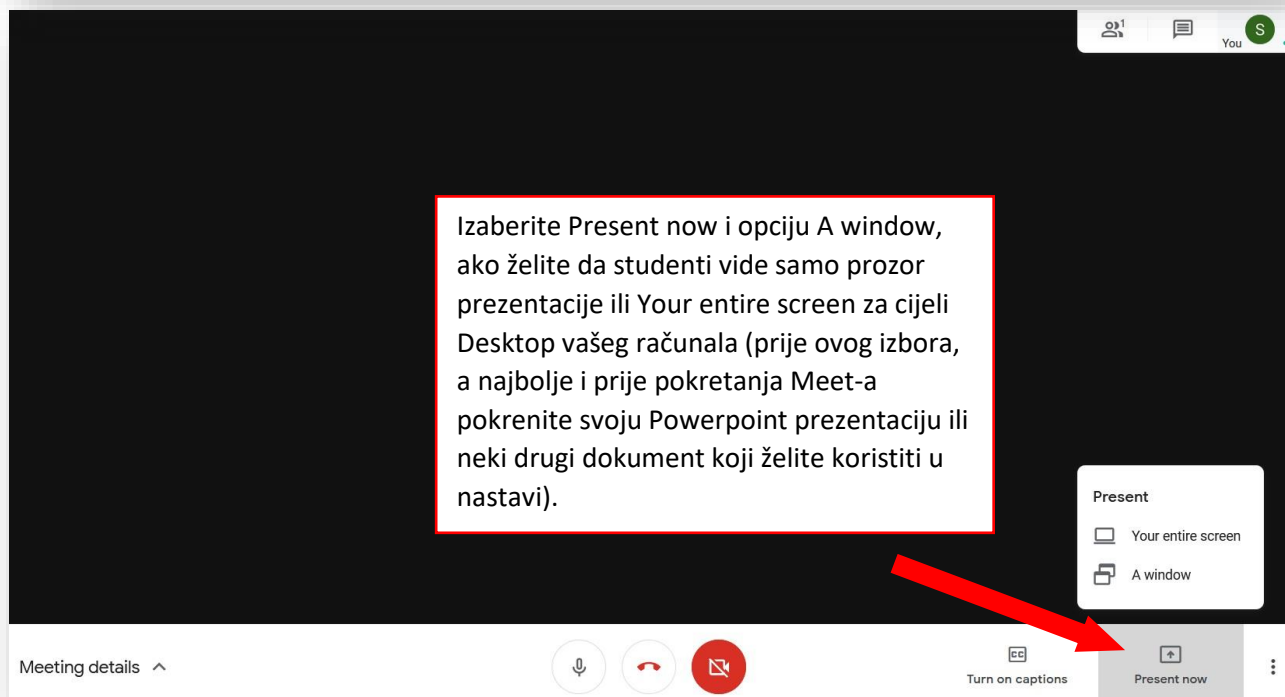 1
You
S
Izaberite Present now i opciju A window,
ako želite da studenti vide samo prozor
prezentacije ili Your entire screen za cijeli
Desktop vašeg računala (prije ovog izbora,
a najbolje i prije pokretanja Meet-a
pokrenite svoju Powerpoint prezentaciju ili
neki drugi dokument koji želite koristiti u
nastavi).
Present
Your entire screen
A window
Meeting details
CC
Turn on captions
Present now